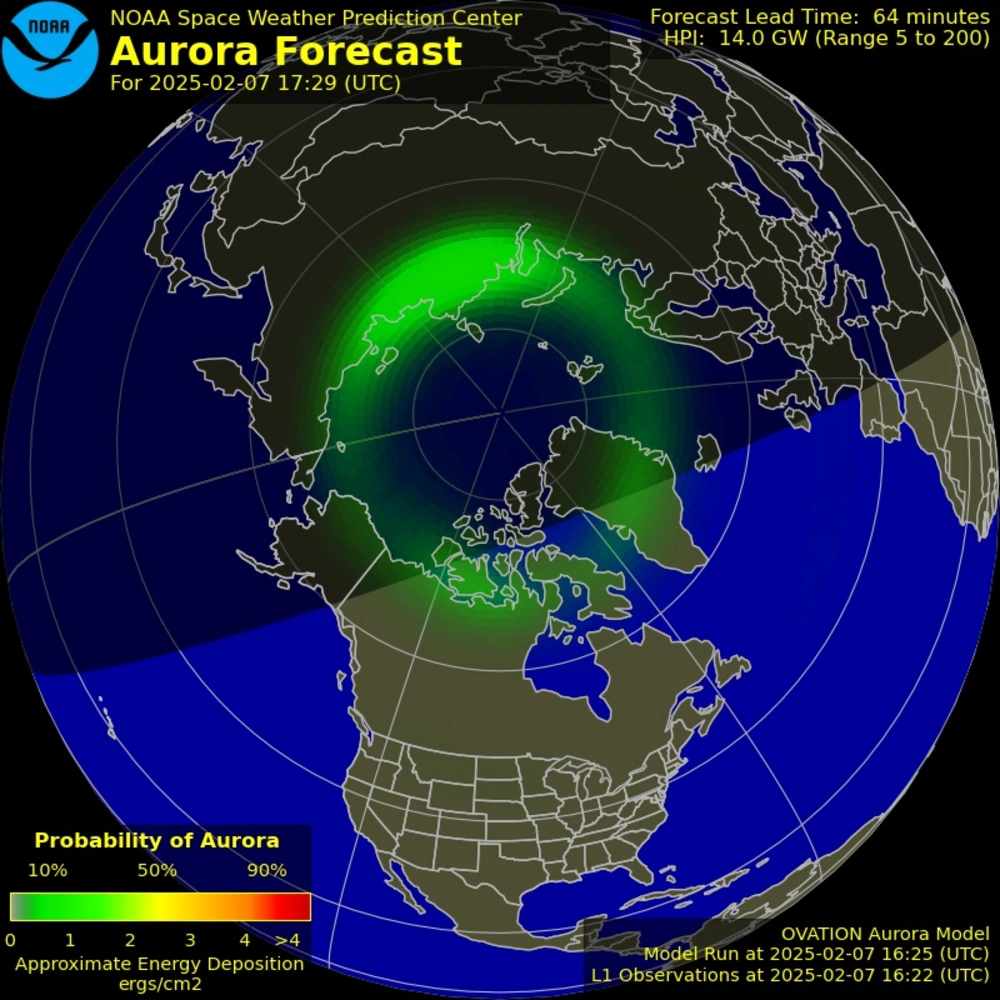 NOAA
NOAA Space Weather Prediction Center
Aurora Forecast
For 2025-02-07 17:29 (UTC)
Forecast Lead Time: 64 minutes
HPI: 14.0 GW (Range 5 to 200)
Probability of Aurora
10% 50% 90%
0 1 2 3 4 >4
Approximate Energy Deposition
ergs/cm2
OVATION Aurora Model
Model Run at 2025-02-07 16:25 (UTC)
L1 Observations at 2025-02-07 16:22 (UTC)